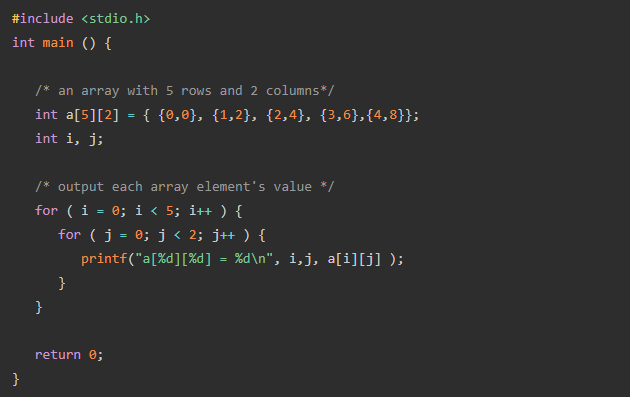 #include <stdio.h>
int main () {

   /* an array with 5 rows and 2 columns*/
   int a[5][2] = { {0,0}, {1,2}, {2,4}, {3,6},{4,8}};
   int i, j;

   /* output each array element's value */
   for ( i = 0; i < 5; i++ ) {
      for ( j = 0; j < 2; j++ ) {
         printf("a[%d][%d] = %d\n", i,j, a[i][j] );
      }
   }

   return 0;
}